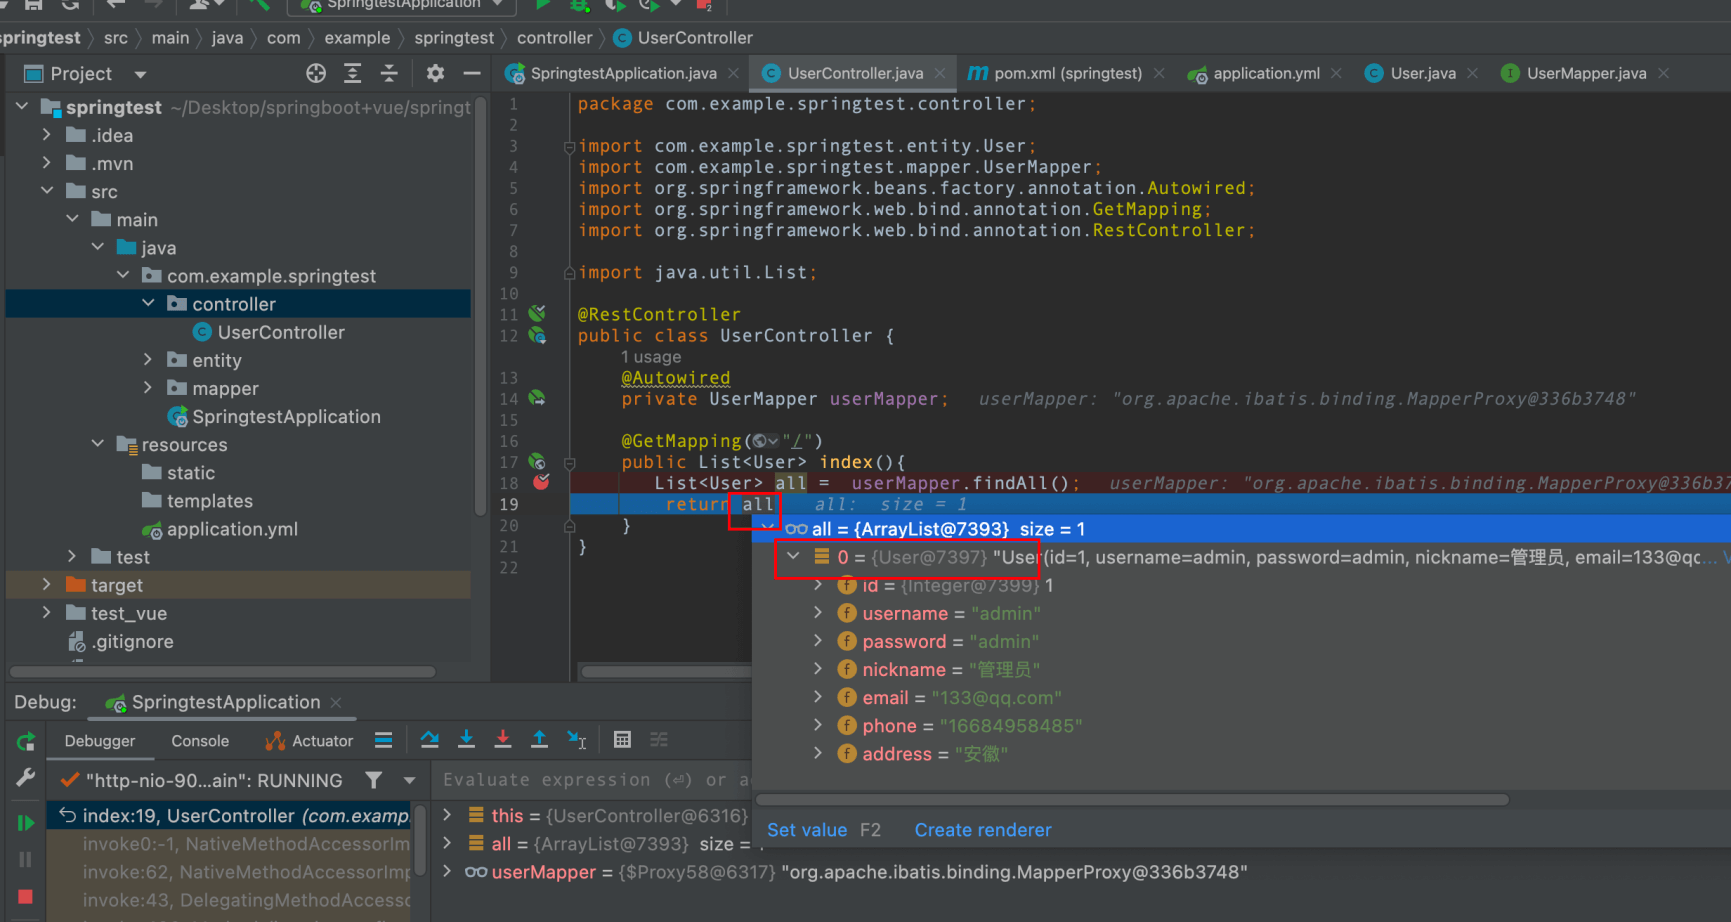 SpringtestApplication
springtest
src
main
java
com
example
springtest
controller
UserController
Project
SpringtestApplication.java
UserController.java
pom.xml (springtest)
application.yml
User.java
UserMapper.java
springtest ~/Desktop/springboot+vue/springt
.idea
.mvn
src
main
java
com.example.springtest
controller
UserController
entity
mapper
SpringtestApplication
resources
static
templates
application.yml
test
target
test_vue
.gitignore
1 package com.example.springtest.controller;
2
3 import com.example.springtest.entity.User;
4 import com.example.springtest.mapper.UserMapper;
5 import org.springframework.beans.factory.annotation.Autowired;
6 import org.springframework.web.bind.annotation.GetMapping;
7 import org.springframework.web.bind.annotation.RestController;
8
9 import java.util.List;
10
11 @RestController
12 public class UserController {
1 usage
13 @Autowired
14 private UserMapper userMapper; userMapper: "org.apache.ibatis.binding.MapperProxy@336b3748"
15
16 @GetMapping("/")
17 public List<User> index(){
18 List<User> all = userMapper.findAll(); userMapper: "org.apache.ibatis.binding.MapperProxy@336b37
19 return all all: size = 1
20 }
21 }
22
all = {ArrayList@7393} size = 1
0 = {User@7397} "User(id=1, username=admin, password=admin, nickname=管理员, email=133@qc...
id = {Integer@7399} 1
username = "admin"
password = "admin"
nickname = "管理员"
email = "133@qq.com"
phone = "16684958485"
address = "安徽"
Set value F2 Create renderer
Debug: SpringtestApplication
Debugger Console Actuator
"http-nio-90...ain": RUNNING
Evaluate expression (⏎) or a
index:19, UserController (com.examp
invoke0:-1, NativeMethodAccessorIm
invoke:62, NativeMethodAccessorImp
invoke:43, DelegatingMethodAccesso
this = {UserController@6316}
all = {ArrayList@7393} size = 1
userMapper = {$Proxy58@6317} "org.apache.ibatis.binding.MapperProxy@336b3748"